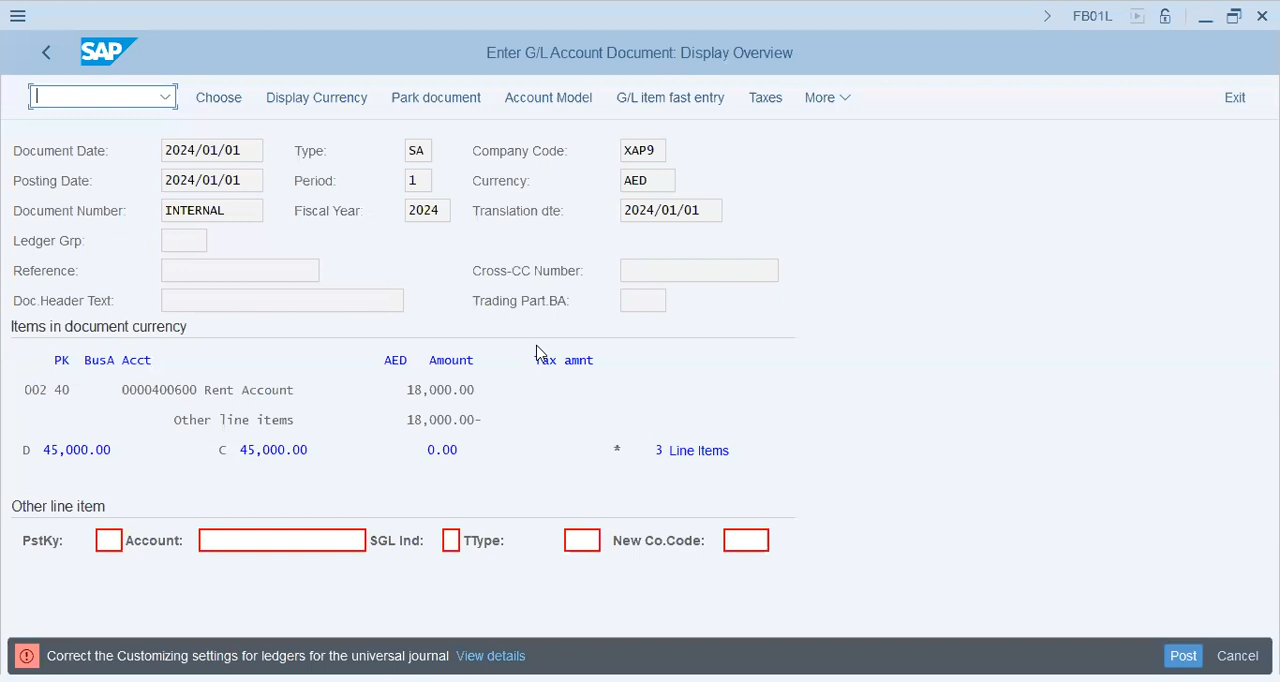 FB01L
SAP Enter G/L Account Document: Display Overview
Choose Display Currency Park document Account Model G/L item fast entry Taxes More Exit
Document Date: 2024/01/01 Type: SA Company Code: XAP9
Posting Date: 2024/01/01 Period: 1 Currency: AED
Document Number: INTERNAL Fiscal Year: 2024 Translation dte: 2024/01/01
Ledger Grp:
Reference: Cross-CC Number:
Doc.Header Text: Trading Part.BA:
Items in document currency
PK BusA Acct AED Amount Tax amnt
002 40 0000400600 Rent Account 18,000.00
Other line items 18,000.00-
D 45,000.00 C 45,000.00 0.00 * 3 Line Items
Other line item
PstKy: Account: SGL Ind: TType: New Co.Code:
Correct the Customizing settings for ledgers for the universal journal View details Post Cancel